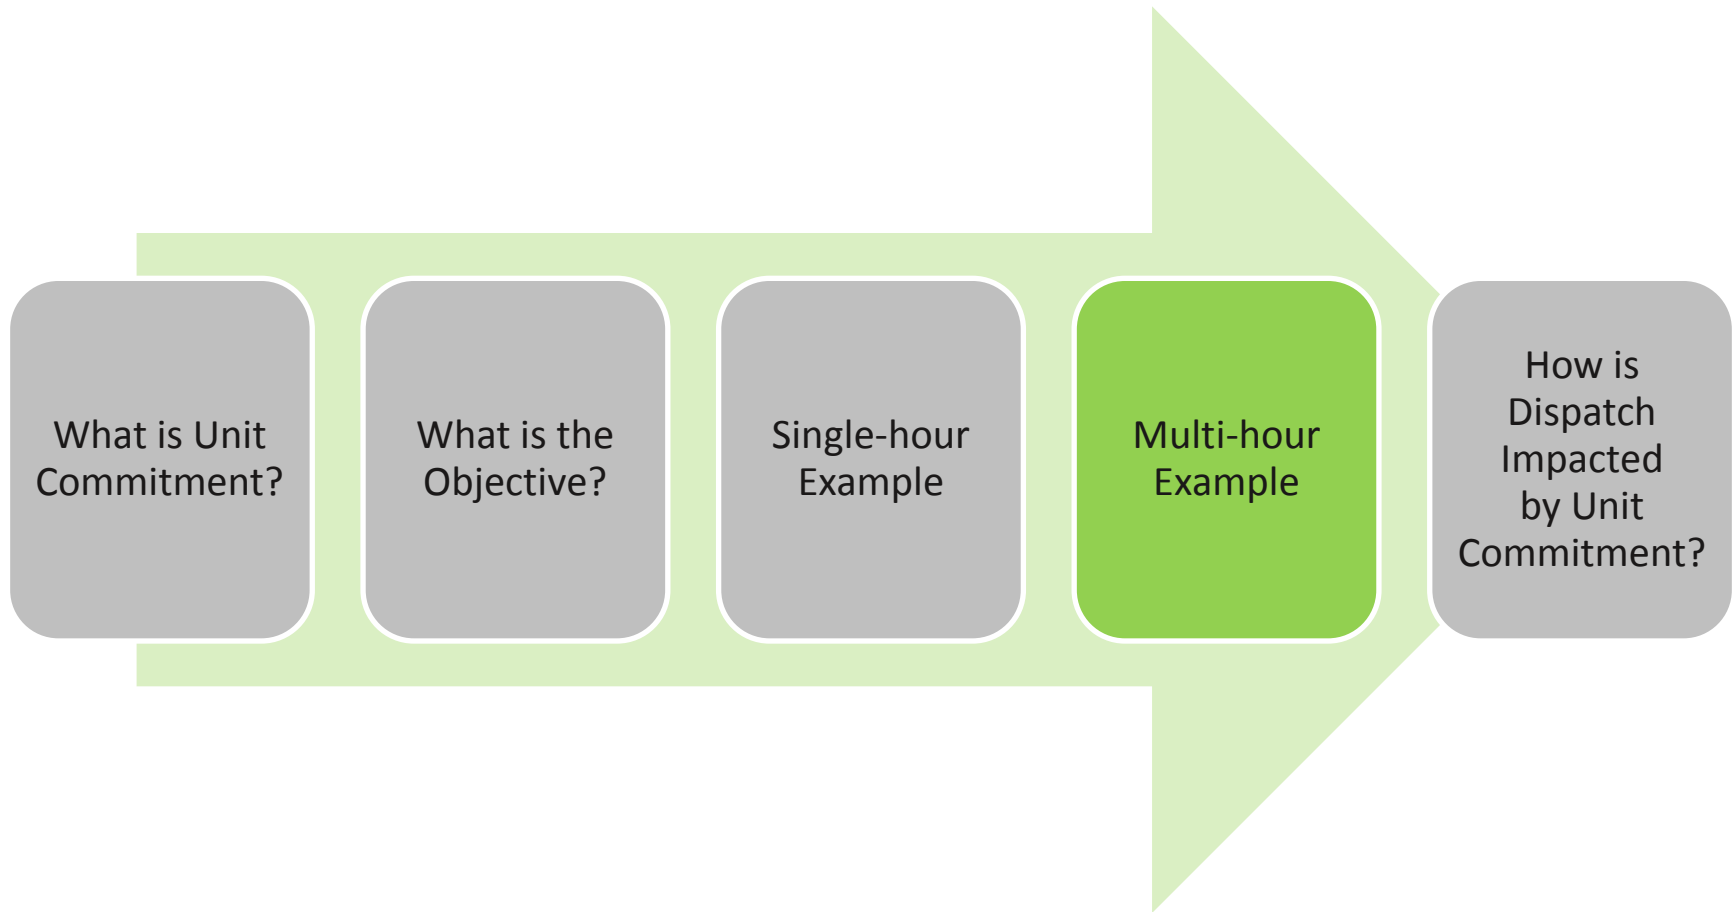 What is Unit
Commitment?
What is the
Objective?
Single-hour
Example
Multi-hour
Example
How is
Dispatch
Impacted
by Unit
Commitment?